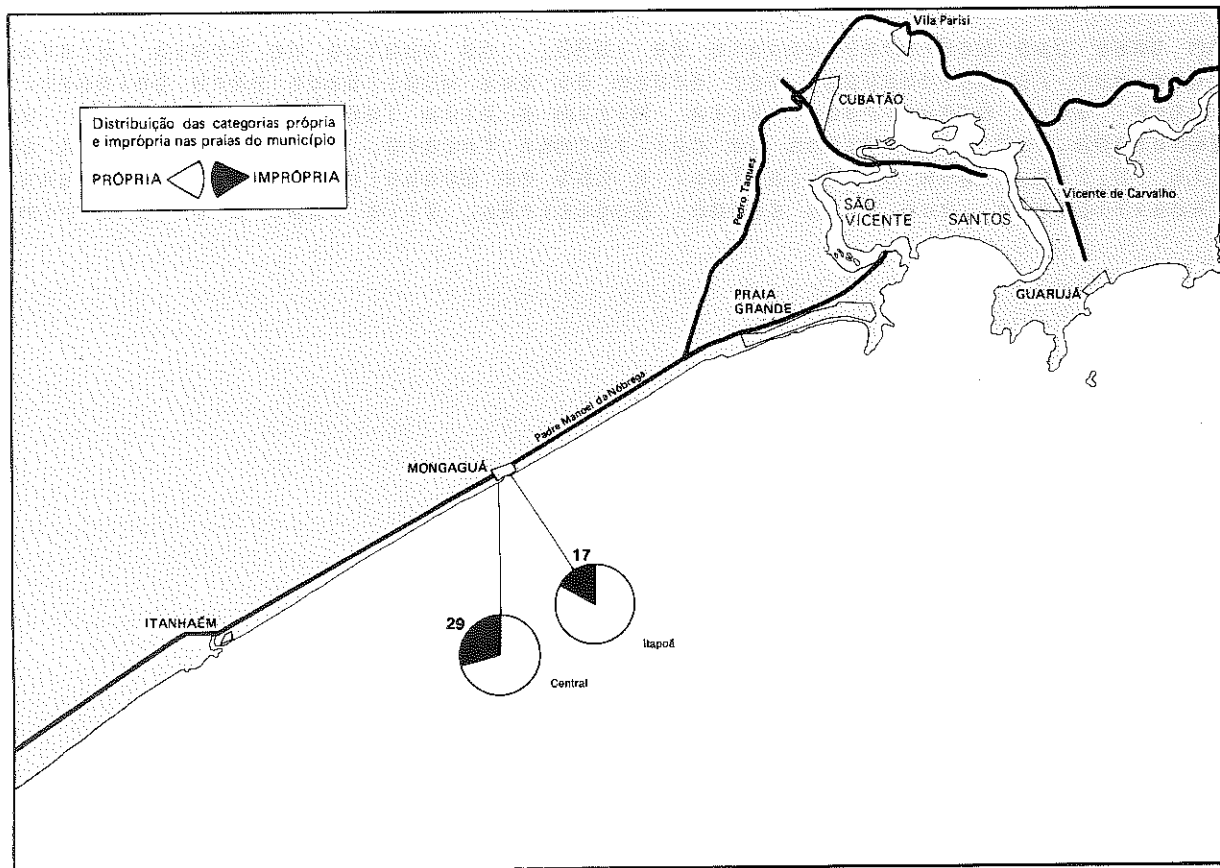 Vila Parisi
Distribuição das categorias própria
e imprópria nas praias do município
PRÓPRIA IMPRÓPRIA
CUBATÃO
Pedro Taques
Vicente de Carvalho
SÃO
VICENTE
SANTOS
GUARUJÁ
PRAIA
GRANDE
Padre Manoel da Nóbrega
MONGAGUÁ
17
Itapoã
ITANHAÉM
29
Central